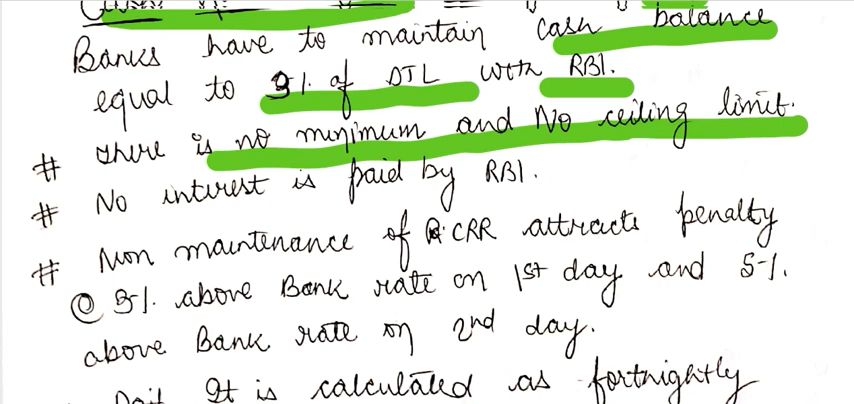 Banks have to maintain cash balance
equal to 3% of DTL with RBI.
# there is no minimum and No ceiling limit.
# No interest is paid by RBI.
# Non maintenance of CRR attracts penalty
@ 3% above Bank rate on 1st day and 5%
above Bank rate on 2nd day.
It is calculated as fortnightly